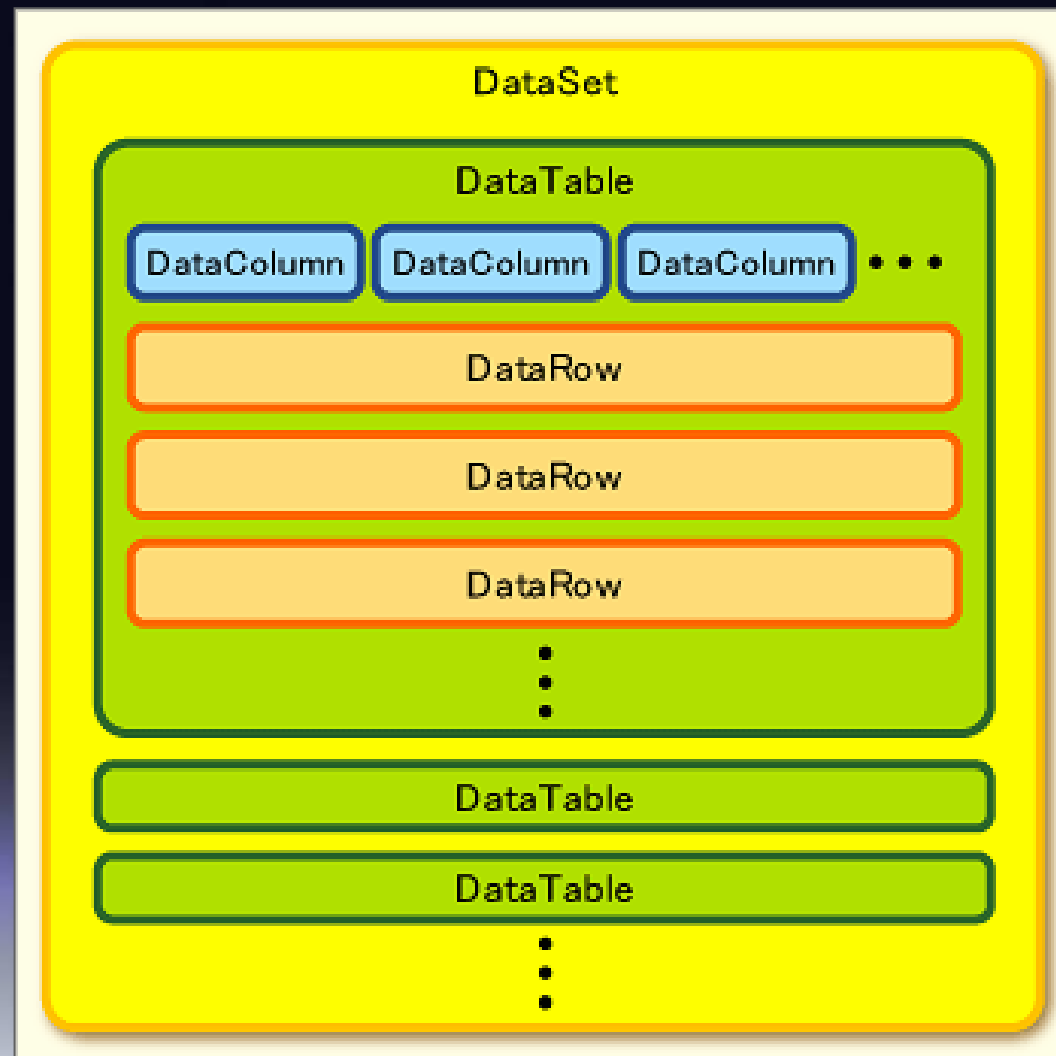 DataSet
DataTable
DataColumn DataColumn DataColumn •••
DataRow
DataRow
DataRow
DataTable
DataTable